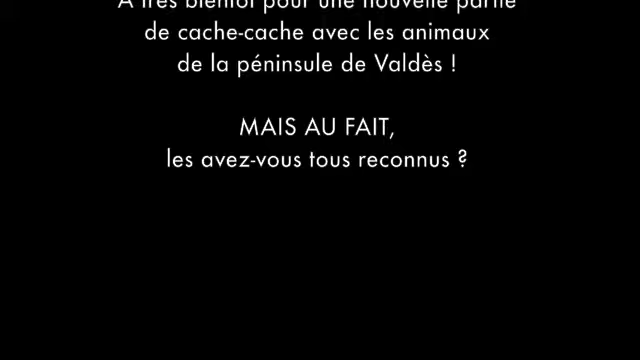 A très bientôt pour une nouvelle partie
de cache-cache avec les animaux
de la péninsule de Valdès !
MAIS AU FAIT,
les avez-vous tous reconnus ?